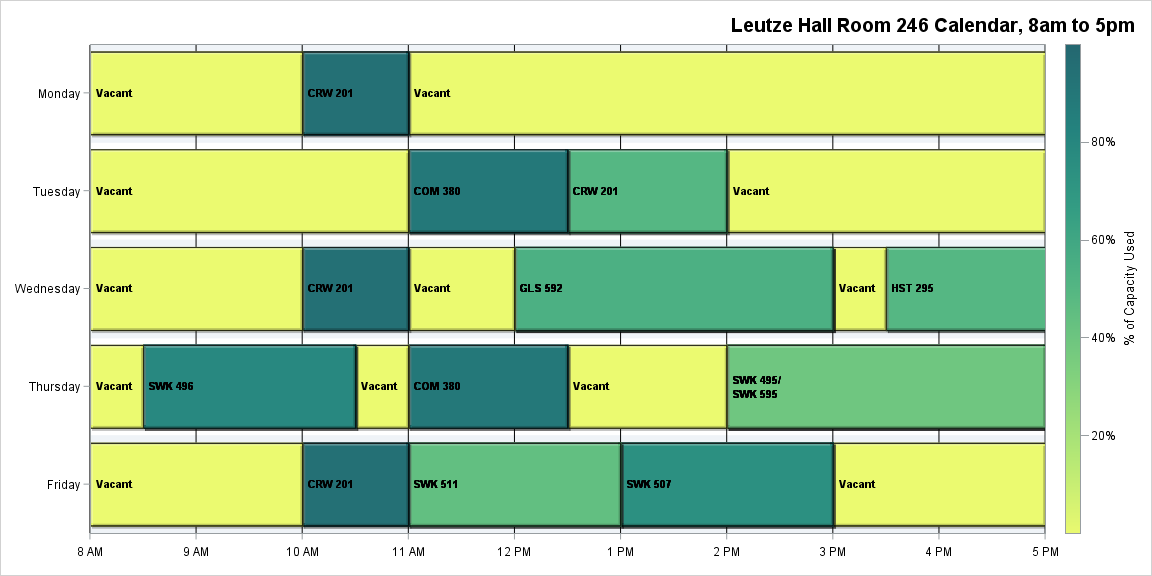 Leutze Hall Room 246 Calendar, 8am to 5pm
Monday
Vacant
CRW 201
Vacant
Tuesday
Vacant
COM 380
CRW 201
Vacant
Wednesday
Vacant
CRW 201
Vacant
GLS 592
Vacant
HST 295
Thursday
Vacant
SWK 496
Vacant
COM 380
Vacant
SWK 495/
SWK 595
Friday
Vacant
CRW 201
SWK 511
SWK 507
Vacant
8 AM
9 AM
10 AM
11 AM
12 PM
1 PM
2 PM
3 PM
4 PM
5 PM
80%
60%
40%
20%
% of Capacity Used